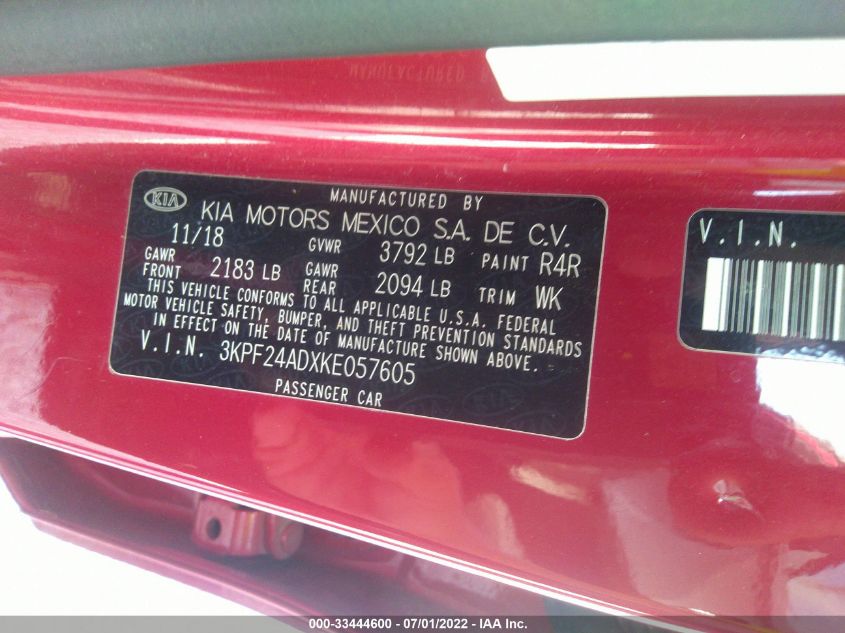 MANUFACTURED BY
KIA KIA MOTORS MEXICO S.A. DE C.V.
11/18 GVWR 3792 LB PAINT R4R
GAWR FRONT 2183 LB GAWR REAR 2094 LB TRIM WK
THIS VEHICLE CONFORMS TO ALL APPLICABLE U.S.A. FEDERAL
MOTOR VEHICLE SAFETY, BUMPER, AND THEFT PREVENTION STANDARDS
IN EFFECT ON THE DATE OF MANUFACTURE SHOWN ABOVE.
V.I.N. 3KPF24ADXKE057605
PASSENGER CAR
V.I.N.
000-33444600 - 07/01/2022 - IAA Inc.